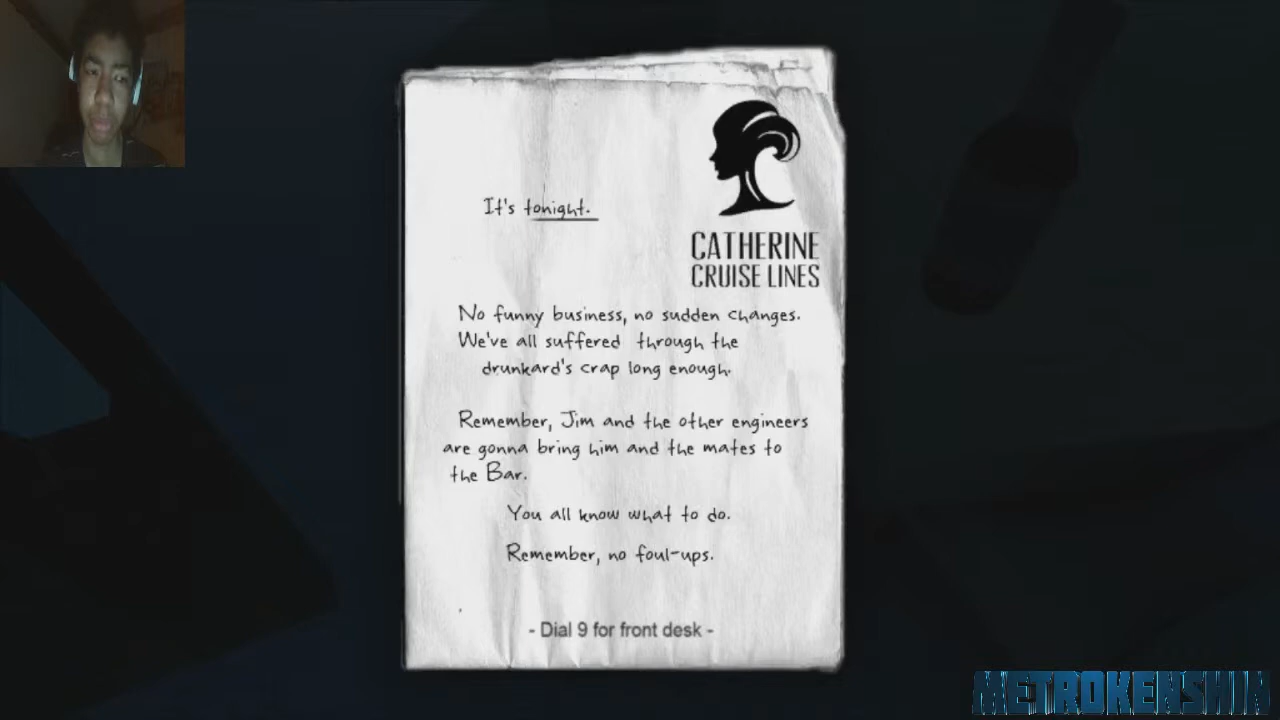 CATHERINE
CRUISE LINES
It's tonight.
No funny business, no sudden changes.
We've all suffered through the
drunkard's crap long enough.
Remember, Jim and the other engineers
are gonna bring him and the mates to
the Bar.
You all know what to do.
Remember, no foul-ups.
- Dial 9 for front desk -
METROKENSHIN